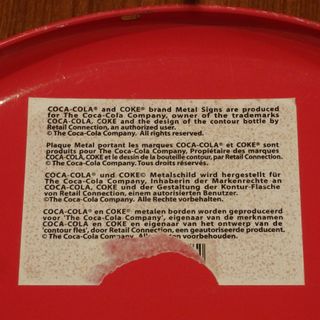 COCA-COLA® and COKE® brand Metal Signs are produced
for The Coca-Cola Company, owner of the trademarks
COCA-COLA, COKE and the design of the contour bottle by
Retail Connection, an authorized user.
© The Coca-Cola Company. All rights reserved.
Plaque Metal portant les marques COCA-COLA® et COKE® sont
produits pour The Coca-Cola Company, Propriétaire des marques
COCA-COLA, COKE et le dessin de la bouteille contour, par Retail Connection.
© The Coca-Cola Company. Tous droits réservés.
COCA-COLA® und COKE® Metalschild wird hergestellt für
The Coca-Cola Company, Inhaberin der Markenrechte an
COCA-COLA, COKE und der Gestaltung der Kontur-Flasche
von Retail Connection, einem autorisierten Benutzer.
©The Coca-Cola Company. Alle Rechte vorbehalten.
COCA-COLA® en COKE® metalen borden worden geproduceerd
voor 'The Coca-Cola Company', eigenaar van de merknamen
COCA-COLA, COKE en eigenaar van het ontwerp van de
'contour fles', door Retail Connection, een geautoriseerde producent.
© The Coca-Cola Company. Alle rechten voorbehouden.